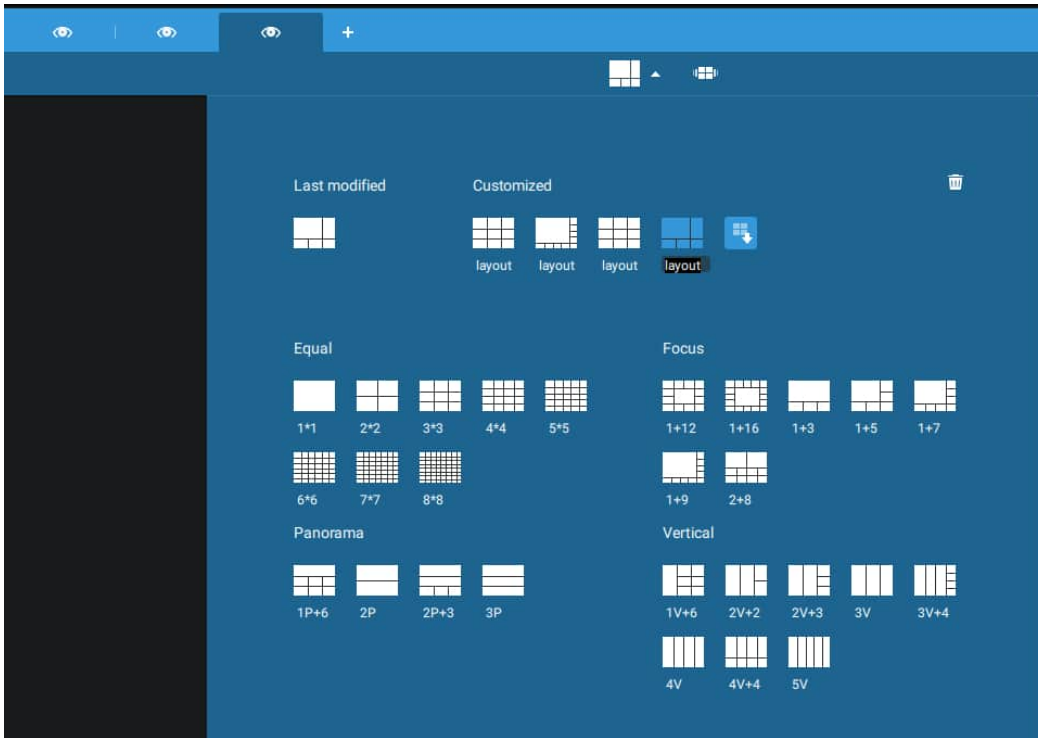 Last modified Customized
layout layout layout layout
Equal Focus
1*1 2*2 3*3 4*4 5*5 1+12 1+16 1+3 1+5 1+7
6*6 7*7 8*8 1+9 2+8
Panorama Vertical
1P+6 2P 2P+3 3P 1V+6 2V+2 2V+3 3V 3V+4
4V 4V+4 5V